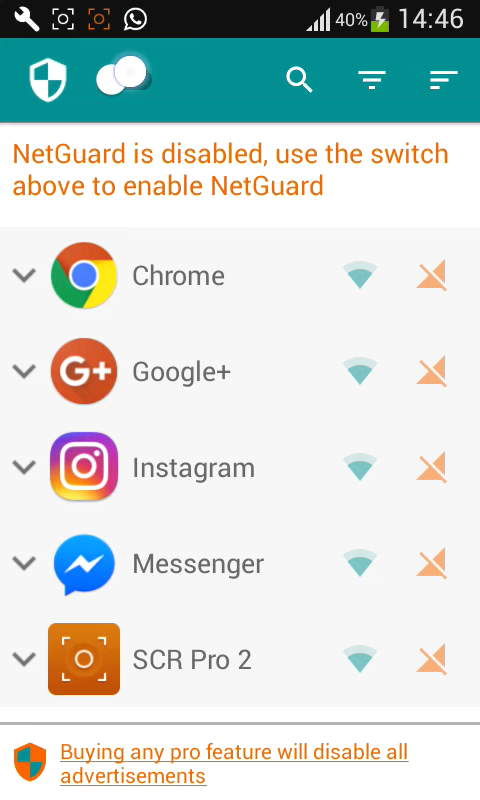 40% 14:46
NetGuard is disabled, use the switch
above to enable NetGuard
Chrome
G+ Google+
Instagram
Messenger
SCR Pro 2
Buying any pro feature will disable all
advertisements